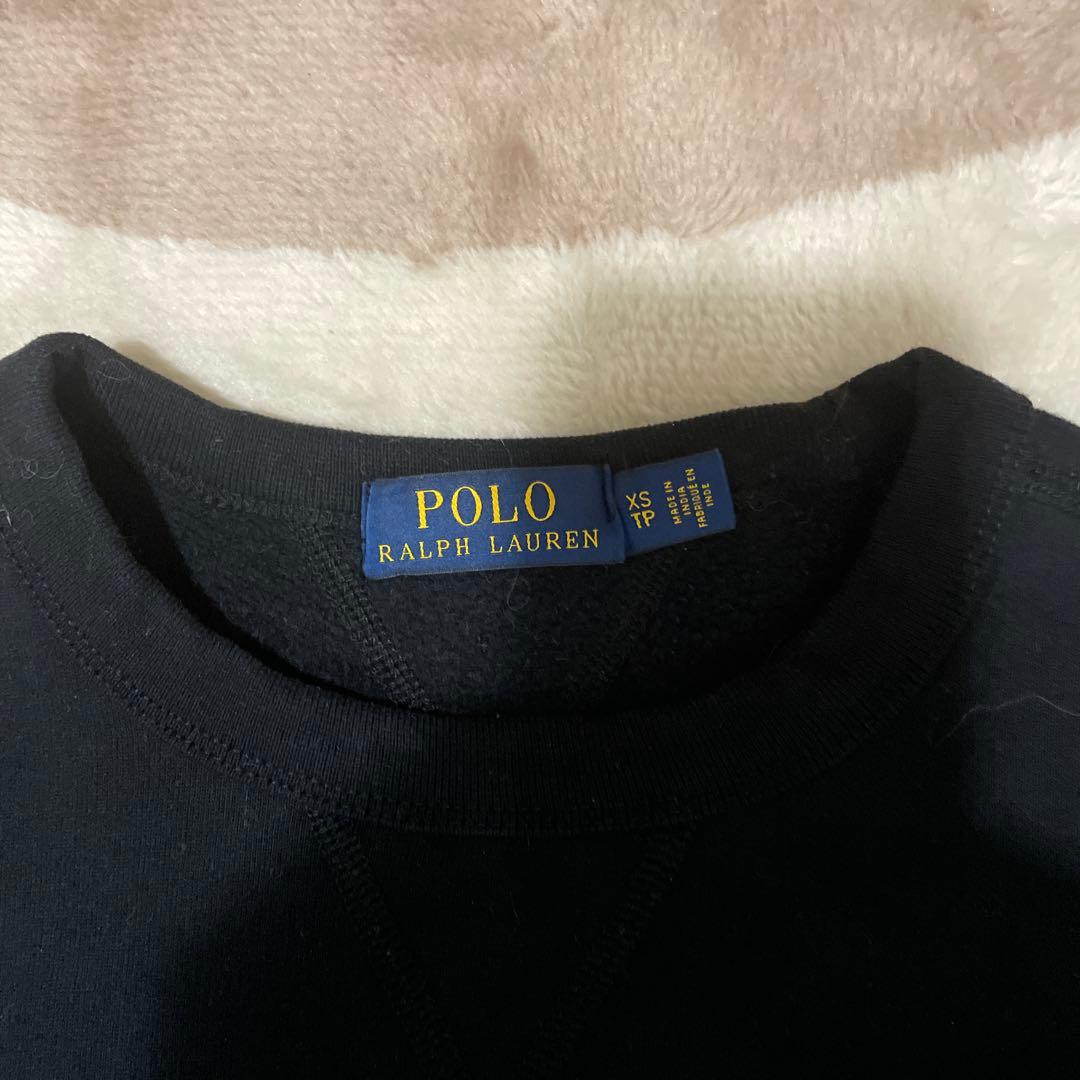 POLO
RALPH LAUREN
XS
TP
MADE IN
INDIA
FABRIQUÉ EN
INDE